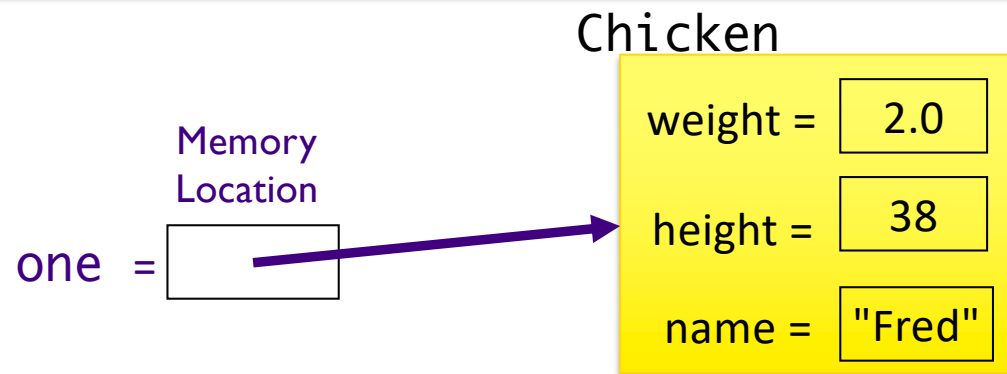 Chicken
Memory
Location
one =
weight = 2.0
height = 38
name = "Fred"